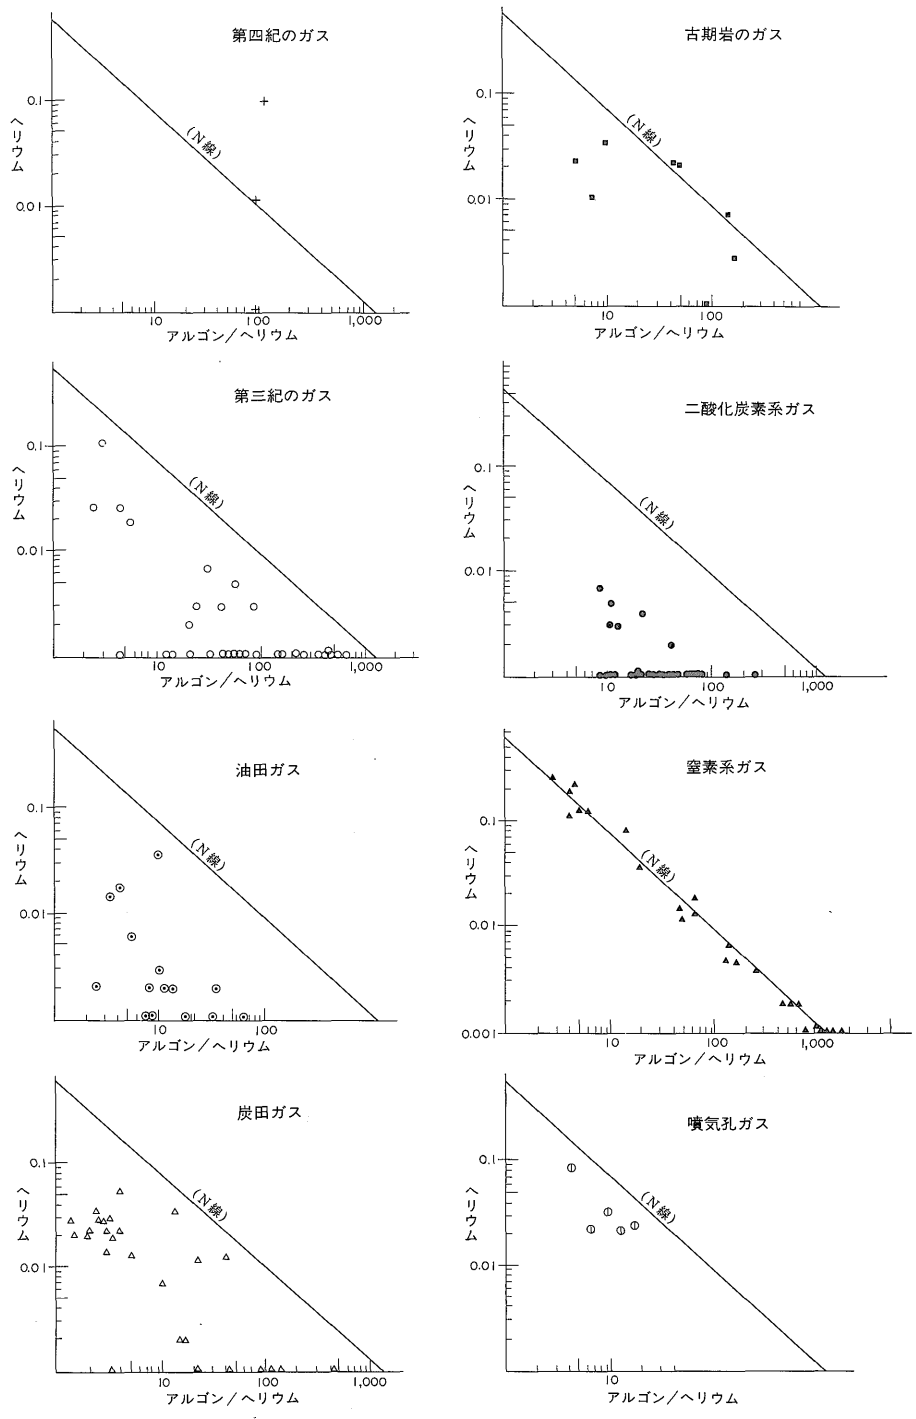 第四紀のガス
0.1
ヘリウム
(N線)
0.01
10
100
1,000
アルゴン/ヘリウム
古期岩のガス
0.1
ヘリウム
(N線)
0.01
10
100
アルゴン/ヘリウム
第三紀のガス
0.1
ヘリウム
(N線)
0.01
10
100
1,000
アルゴン/ヘリウム
二酸化炭素系ガス
0.1
ヘリウム
(N線)
0.01
10
100
1,000
アルゴン/ヘリウム
油田ガス
0.1
ヘリウム
(N線)
0.01
10
100
アルゴン/ヘリウム
窒素系ガス
0.1
ヘリウム
(N線)
0.01
0.001
10
100
1,000
アルゴン/ヘリウム
炭田ガス
0.1
ヘリウム
(N線)
0.01
10
100
1,000
アルゴン/ヘリウム
噴気孔ガス
0.1
ヘリウム
(N線)
0.01
10
アルゴン/ヘリウム